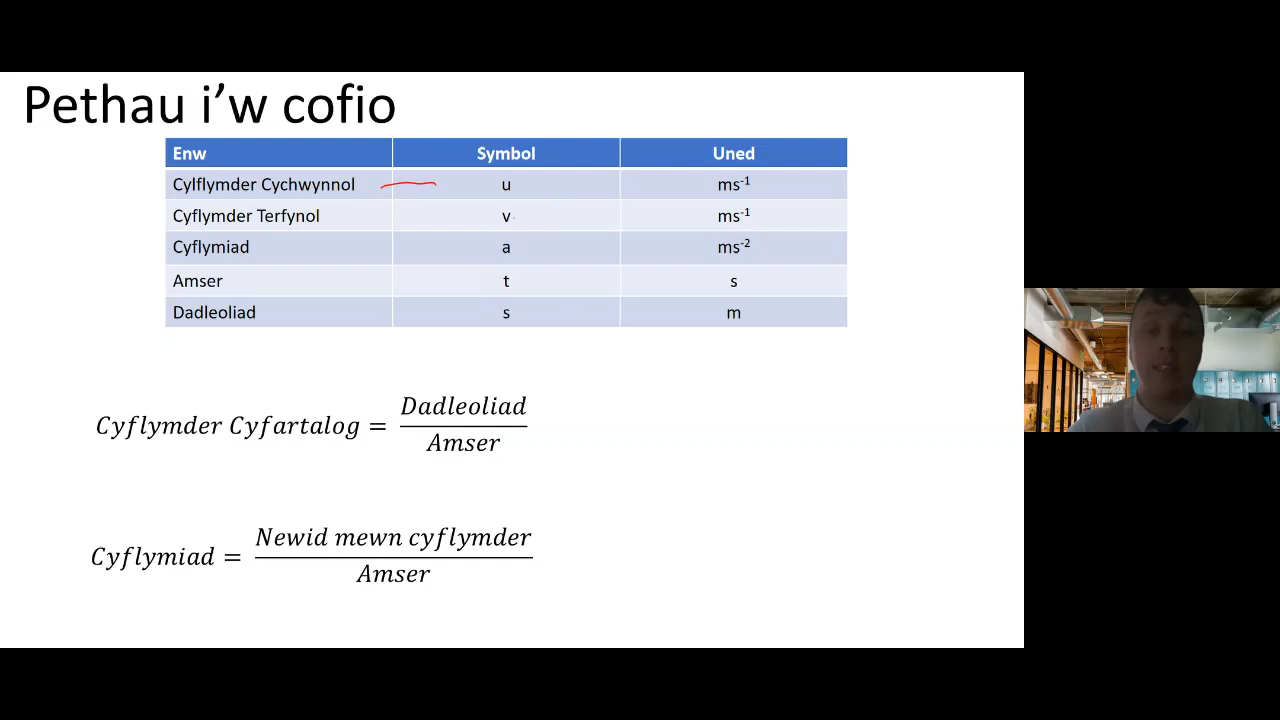 Pethau i'w cofio
Enw Symbol Uned
Cylflymder Cychwynnol u ms⁻¹
Cyflymder Terfynol v ms⁻¹
Cyflymiad a ms⁻²
Amser t s
Dadleoliad s m
Cyflymder Cyfartalog = Dadleoliad / Amser
Cyflymiad = Newid mewn cyflymder / Amser